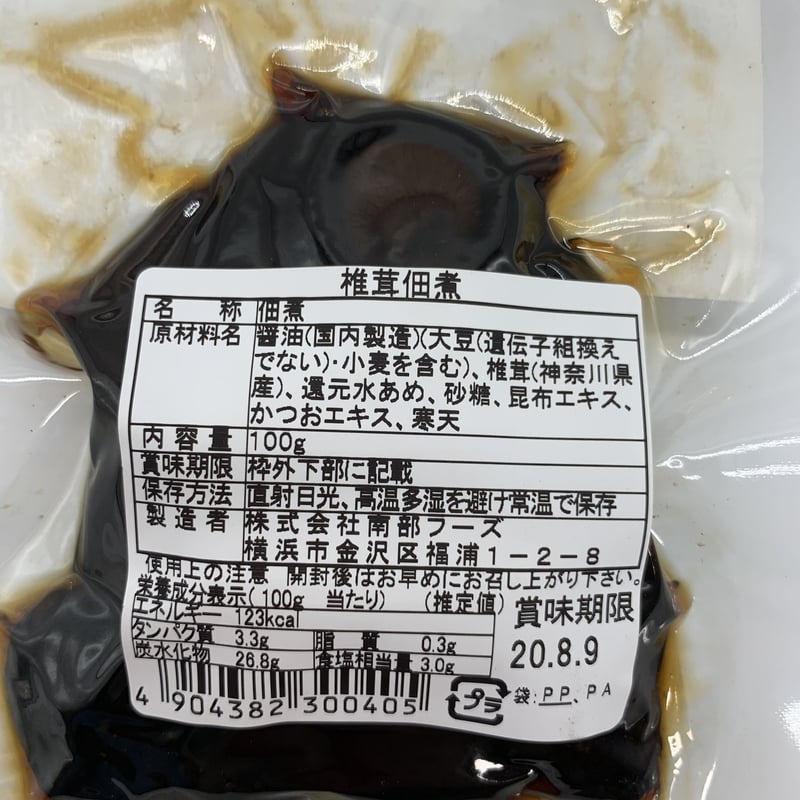 椎茸佃煮
名称 佃煮
原材料名 醤油(国内製造)(大豆(遺伝子組換え
でない)・小麦を含む)、椎茸(神奈川県
産)、還元水あめ、砂糖、昆布エキス、
かつおエキス、寒天
内容量 100g
賞味期限 枠外下部に記載
保存方法 直射日光、高温多湿を避け常温で保存
製造者 株式会社南部フーズ
横浜市金沢区福浦1-2-8
使用上の注意 開封後はお早めにお召し上がり下さい。
栄養成分表示(100g 当たり) (推定値)
エネルギー 123kcal
タンパク質 3.3g 脂質 0.3g
炭水化物 26.8g 食塩相当量 3.0g
賞味期限
20.8.9
4 904382 300405
プラ
袋:PP、PA